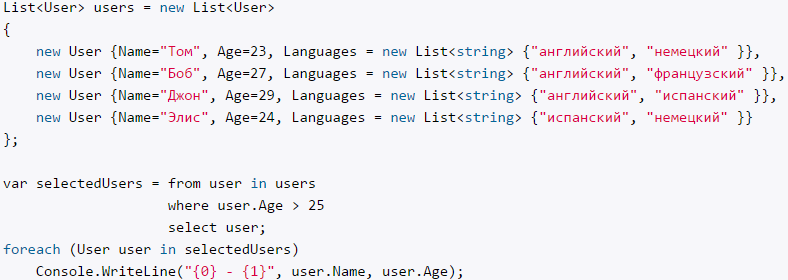 List<User> users = new List<User>
{
    new User {Name="Том", Age=23, Languages = new List<string> {"английский", "немецкий" }},
    new User {Name="Боб", Age=27, Languages = new List<string> {"английский", "французский" }},
    new User {Name="Джон", Age=29, Languages = new List<string> {"английский", "испанский" }},
    new User {Name="Элис", Age=24, Languages = new List<string> {"испанский", "немецкий" }}
};
var selectedUsers = from user in users
                    where user.Age > 25
                    select user;
foreach (User user in selectedUsers)
    Console.WriteLine("{0} - {1}", user.Name, user.Age);